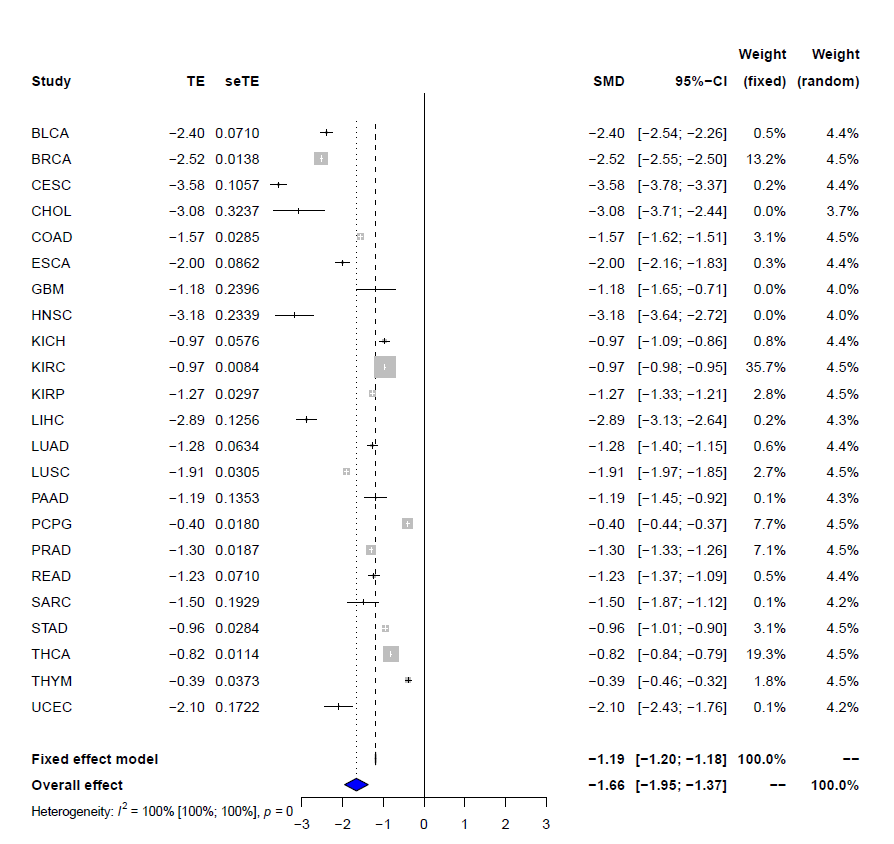 Weight Weight
Study TE seTE SMD 95%−CI (fixed) (random)
BLCA −2.40 0.0710 −2.40 [−2.54; −2.26] 0.5% 4.4%
BRCA −2.52 0.0138 −2.52 [−2.55; −2.50] 13.2% 4.5%
CESC −3.58 0.1057 −3.58 [−3.78; −3.37] 0.2% 4.4%
CHOL −3.08 0.3237 −3.08 [−3.71; −2.44] 0.0% 3.7%
COAD −1.57 0.0285 −1.57 [−1.62; −1.51] 3.1% 4.5%
ESCA −2.00 0.0862 −2.00 [−2.16; −1.83] 0.3% 4.4%
GBM −1.18 0.2396 −1.18 [−1.65; −0.71] 0.0% 4.0%
HNSC −3.18 0.2339 −3.18 [−3.64; −2.72] 0.0% 4.0%
KICH −0.97 0.0576 −0.97 [−1.09; −0.86] 0.8% 4.4%
KIRC −0.97 0.0084 −0.97 [−0.98; −0.95] 35.7% 4.5%
KIRP −1.27 0.0297 −1.27 [−1.33; −1.21] 2.8% 4.5%
LIHC −2.89 0.1256 −2.89 [−3.13; −2.64] 0.2% 4.3%
LUAD −1.28 0.0634 −1.28 [−1.40; −1.15] 0.6% 4.4%
LUSC −1.91 0.0305 −1.91 [−1.97; −1.85] 2.7% 4.5%
PAAD −1.19 0.1353 −1.19 [−1.45; −0.92] 0.1% 4.3%
PCPG −0.40 0.0180 −0.40 [−0.44; −0.37] 7.7% 4.5%
PRAD −1.30 0.0187 −1.30 [−1.33; −1.26] 7.1% 4.5%
READ −1.23 0.0710 −1.23 [−1.37; −1.09] 0.5% 4.4%
SARC −1.50 0.1929 −1.50 [−1.87; −1.12] 0.1% 4.2%
STAD −0.96 0.0284 −0.96 [−1.01; −0.90] 3.1% 4.5%
THCA −0.82 0.0114 −0.82 [−0.84; −0.79] 19.3% 4.5%
THYM −0.39 0.0373 −0.39 [−0.46; −0.32] 1.8% 4.5%
UCEC −2.10 0.1722 −2.10 [−2.43; −1.76] 0.1% 4.2%
Fixed effect model −1.19 [−1.20; −1.18] 100.0% −−
Overall effect −1.66 [−1.95; −1.37] −− 100.0%
Heterogeneity: I² = 100% [100%; 100%], p = 0
−3 −2 −1 0 1 2 3